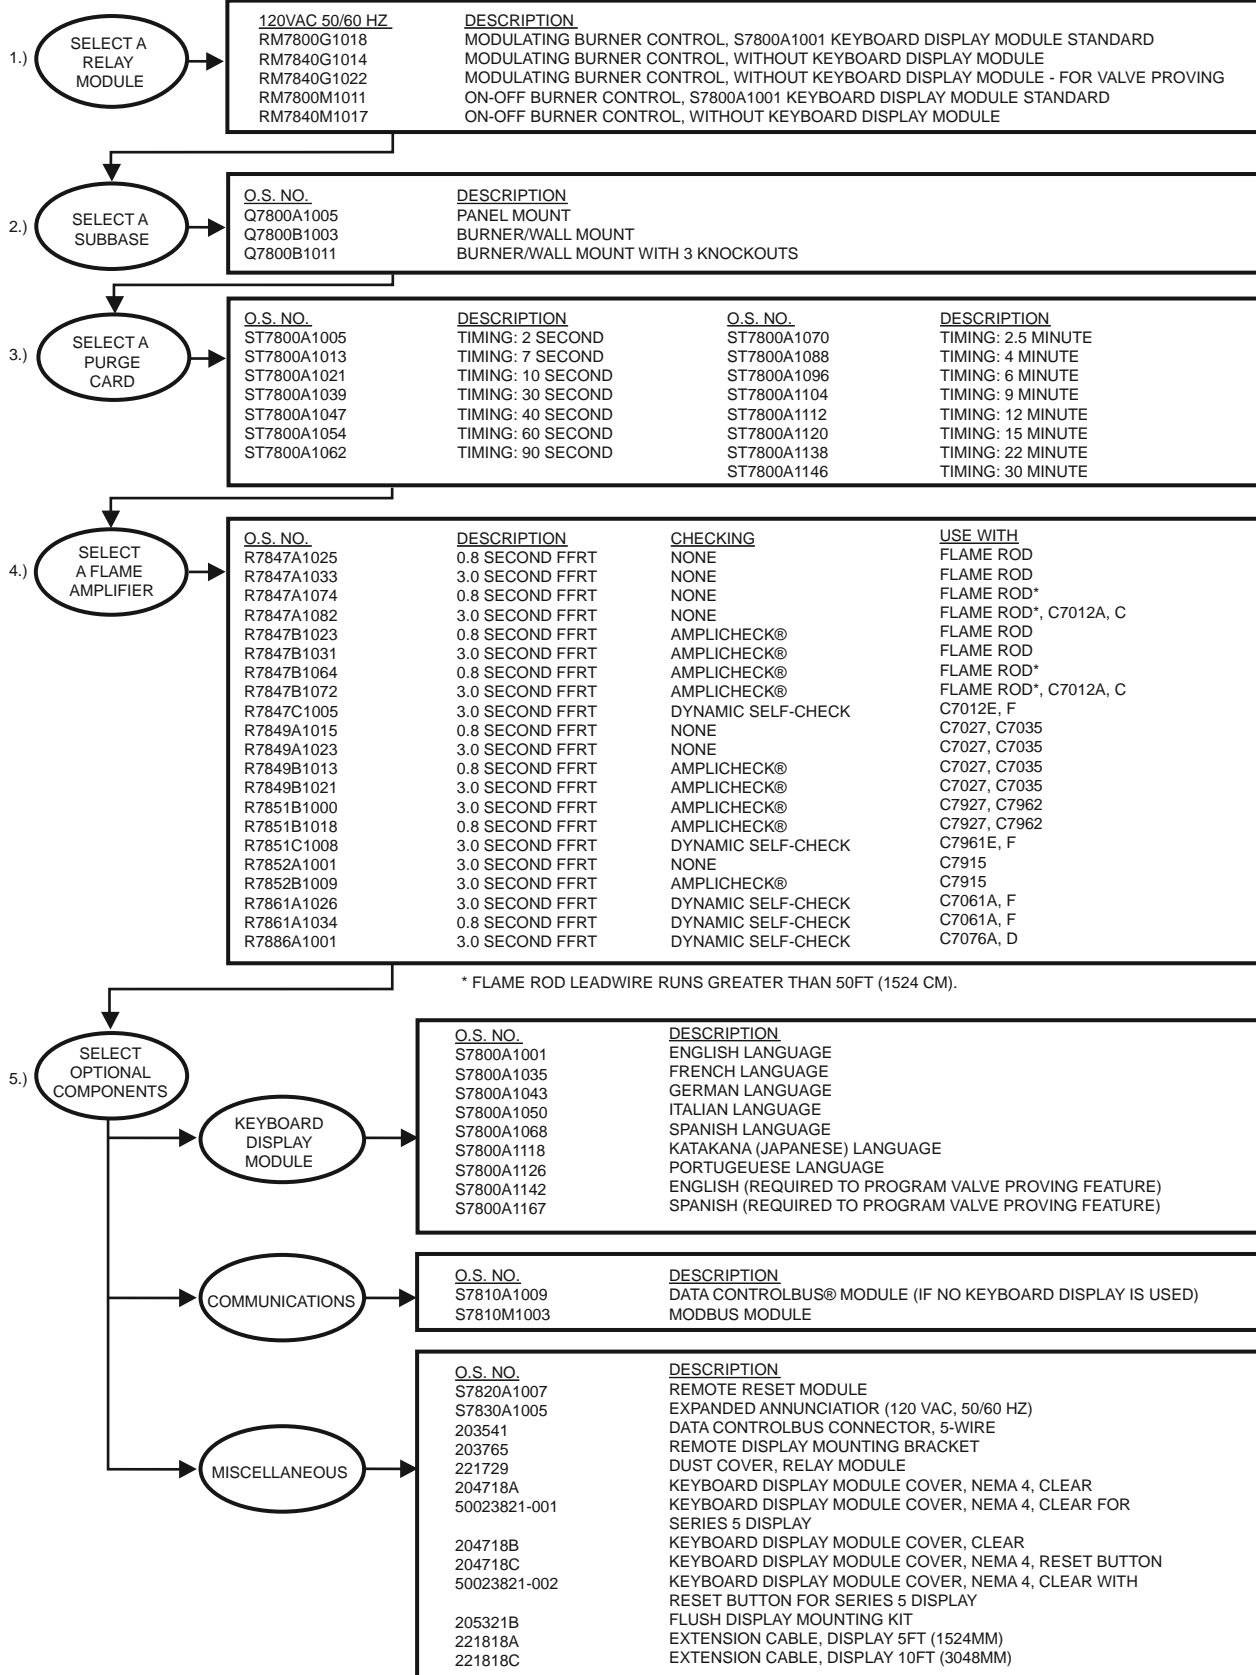 1.)
SELECT A
RELAY
MODULE
120VAC 50/60 HZ DESCRIPTION
RM7800G1018 MODULATING BURNER CONTROL, S7800A1001 KEYBOARD DISPLAY MODULE STANDARD
RM7840G1014 MODULATING BURNER CONTROL, WITHOUT KEYBOARD DISPLAY MODULE
RM7840G1022 MODULATING BURNER CONTROL, WITHOUT KEYBOARD DISPLAY MODULE - FOR VALVE PROVING
RM7800M1011 ON-OFF BURNER CONTROL, S7800A1001 KEYBOARD DISPLAY MODULE STANDARD
RM7840M1017 ON-OFF BURNER CONTROL, WITHOUT KEYBOARD DISPLAY MODULE
2.)
SELECT A
SUBBASE
O.S. NO. DESCRIPTION
Q7800A1005 PANEL MOUNT
Q7800B1003 BURNER/WALL MOUNT
Q7800B1011 BURNER/WALL MOUNT WITH 3 KNOCKOUTS
3.)
SELECT A
PURGE
CARD
O.S. NO. DESCRIPTION O.S. NO. DESCRIPTION
ST7800A1005 TIMING: 2 SECOND ST7800A1070 TIMING: 2.5 MINUTE
ST7800A1013 TIMING: 7 SECOND ST7800A1088 TIMING: 4 MINUTE
ST7800A1021 TIMING: 10 SECOND ST7800A1096 TIMING: 6 MINUTE
ST7800A1039 TIMING: 30 SECOND ST7800A1104 TIMING: 9 MINUTE
ST7800A1047 TIMING: 40 SECOND ST7800A1112 TIMING: 12 MINUTE
ST7800A1054 TIMING: 60 SECOND ST7800A1120 TIMING: 15 MINUTE
ST7800A1062 TIMING: 90 SECOND ST7800A1138 TIMING: 22 MINUTE
ST7800A1146 TIMING: 30 MINUTE
4.)
SELECT
A FLAME
AMPLIFIER
O.S. NO. DESCRIPTION CHECKING USE WITH
R7847A1025 0.8 SECOND FFRT NONE FLAME ROD
R7847A1033 3.0 SECOND FFRT NONE FLAME ROD
R7847A1074 0.8 SECOND FFRT NONE FLAME ROD*
R7847A1082 3.0 SECOND FFRT NONE FLAME ROD*, C7012A, C
R7847B1023 0.8 SECOND FFRT AMPLICHECK® FLAME ROD
R7847B1031 3.0 SECOND FFRT AMPLICHECK® FLAME ROD
R7847B1064 0.8 SECOND FFRT AMPLICHECK® FLAME ROD*
R7847B1072 3.0 SECOND FFRT AMPLICHECK® FLAME ROD*, C7012A, C
R7847C1005 3.0 SECOND FFRT DYNAMIC SELF-CHECK C7012E, F
R7849A1015 0.8 SECOND FFRT NONE C7027, C7035
R7849A1023 3.0 SECOND FFRT NONE C7027, C7035
R7849B1013 0.8 SECOND FFRT AMPLICHECK® C7027, C7035
R7849B1021 3.0 SECOND FFRT AMPLICHECK® C7027, C7035
R7851B1000 3.0 SECOND FFRT AMPLICHECK® C7927, C7962
R7851B1018 0.8 SECOND FFRT AMPLICHECK® C7927, C7962
R7851C1008 3.0 SECOND FFRT DYNAMIC SELF-CHECK C7961E, F
R7852A1001 3.0 SECOND FFRT NONE C7915
R7852B1009 3.0 SECOND FFRT AMPLICHECK® C7915
R7861A1026 3.0 SECOND FFRT DYNAMIC SELF-CHECK C7061A, F
R7861A1034 0.8 SECOND FFRT DYNAMIC SELF-CHECK C7061A, F
R7886A1001 3.0 SECOND FFRT DYNAMIC SELF-CHECK C7076A, D
* FLAME ROD LEADWIRE RUNS GREATER THAN 50FT (1524 CM).
5.)
SELECT
OPTIONAL
COMPONENTS
KEYBOARD
DISPLAY
MODULE
O.S. NO. DESCRIPTION
S7800A1001 ENGLISH LANGUAGE
S7800A1035 FRENCH LANGUAGE
S7800A1043 GERMAN LANGUAGE
S7800A1050 ITALIAN LANGUAGE
S7800A1068 SPANISH LANGUAGE
S7800A1118 KATAKANA (JAPANESE) LANGUAGE
S7800A1126 PORTUGEUESE LANGUAGE
S7800A1142 ENGLISH (REQUIRED TO PROGRAM VALVE PROVING FEATURE)
S7800A1167 SPANISH (REQUIRED TO PROGRAM VALVE PROVING FEATURE)
COMMUNICATIONS
O.S. NO. DESCRIPTION
S7810A1009 DATA CONTROLBUS® MODULE (IF NO KEYBOARD DISPLAY IS USED)
S7810M1003 MODBUS MODULE
MISCELLANEOUS
O.S. NO. DESCRIPTION
S7820A1007 REMOTE RESET MODULE
S7830A1005 EXPANDED ANNUNCIATIOR (120 VAC, 50/60 HZ)
203541 DATA CONTROLBUS CONNECTOR, 5-WIRE
203765 REMOTE DISPLAY MOUNTING BRACKET
221729 DUST COVER, RELAY MODULE
204718A KEYBOARD DISPLAY MODULE COVER, NEMA 4, CLEAR
50023821-001 KEYBOARD DISPLAY MODULE COVER, NEMA 4, CLEAR FOR
SERIES 5 DISPLAY
204718B KEYBOARD DISPLAY MODULE COVER, CLEAR
204718C KEYBOARD DISPLAY MODULE COVER, NEMA 4, RESET BUTTON
50023821-002 KEYBOARD DISPLAY MODULE COVER, NEMA 4, CLEAR WITH
RESET BUTTON FOR SERIES 5 DISPLAY
205321B FLUSH DISPLAY MOUNTING KIT
221818A EXTENSION CABLE, DISPLAY 5FT (1524MM)
221818C EXTENSION CABLE, DISPLAY 10FT (3048MM)